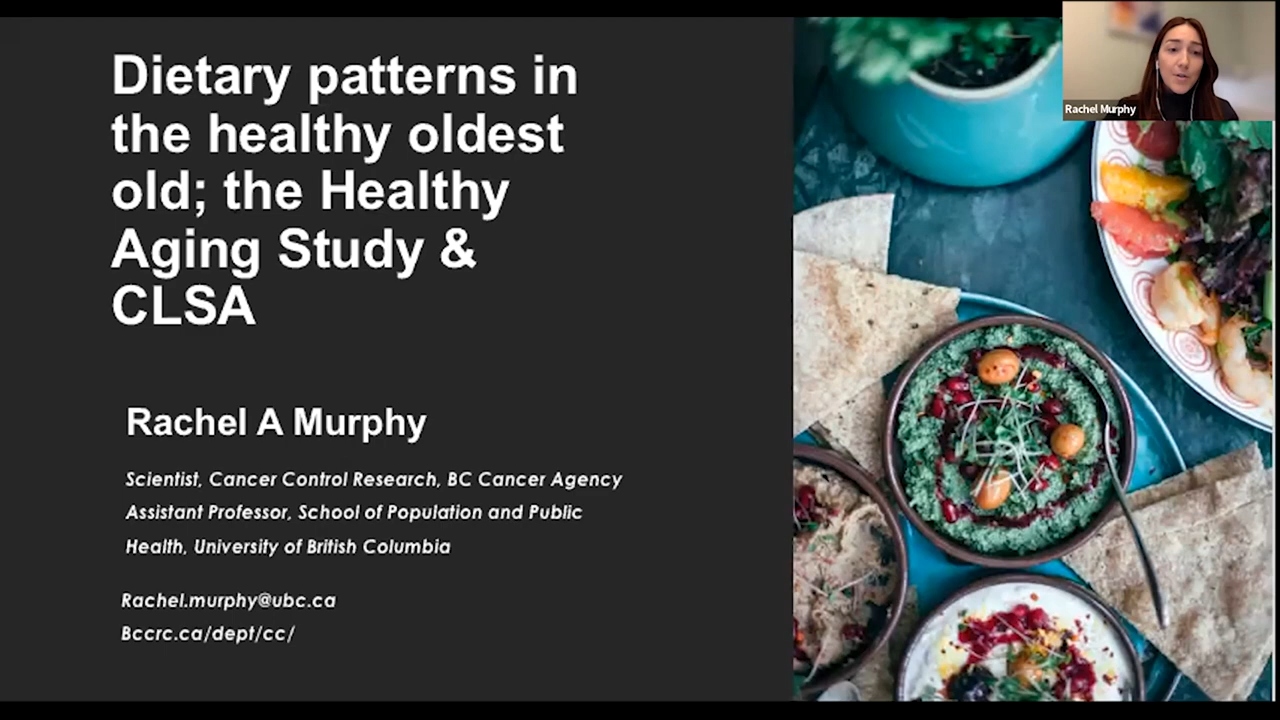 Dietary patterns in
the healthy oldest
old; the Healthy
Aging Study &
CLSA
Rachel A Murphy
Scientist, Cancer Control Research, BC Cancer Agency
Assistant Professor, School of Population and Public
Health, University of British Columbia
Rachel.murphy@ubc.ca
Bccrc.ca/dept/cc/
Rachel Murphy